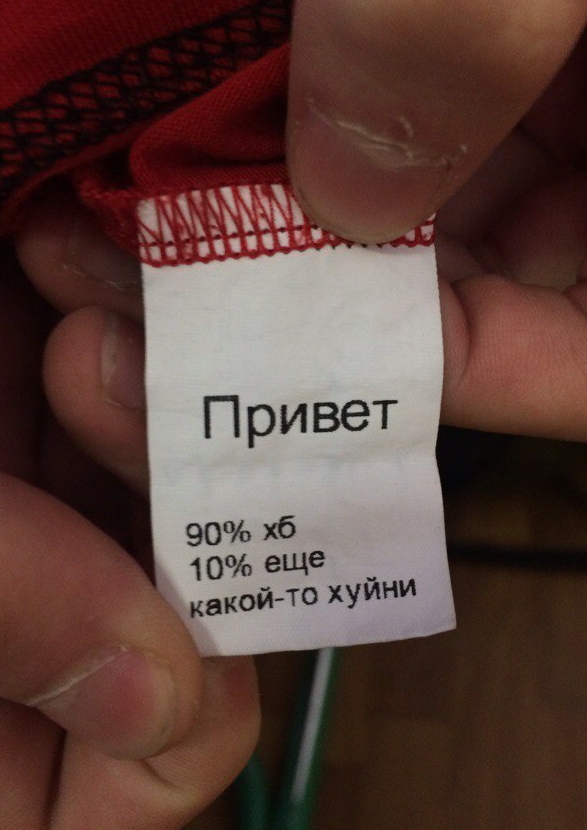 Привет
90% хб
10% еще
какой-то хуйни